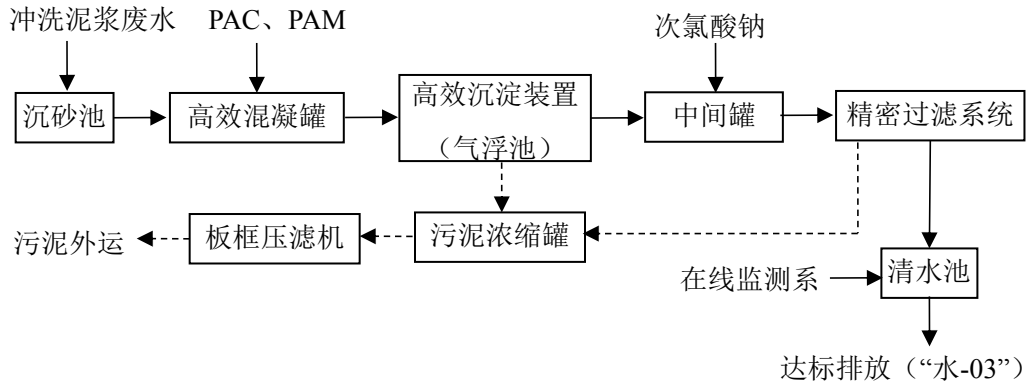 冲洗泥浆废水
PAC、PAM
次氯酸钠
沉砂池
高效混凝罐
高效沉淀装置
（气浮池）
中间罐
精密过滤系统
污泥外运
板框压滤机
污泥浓缩罐
在线监测系
清水池
达标排放（“水-03”）